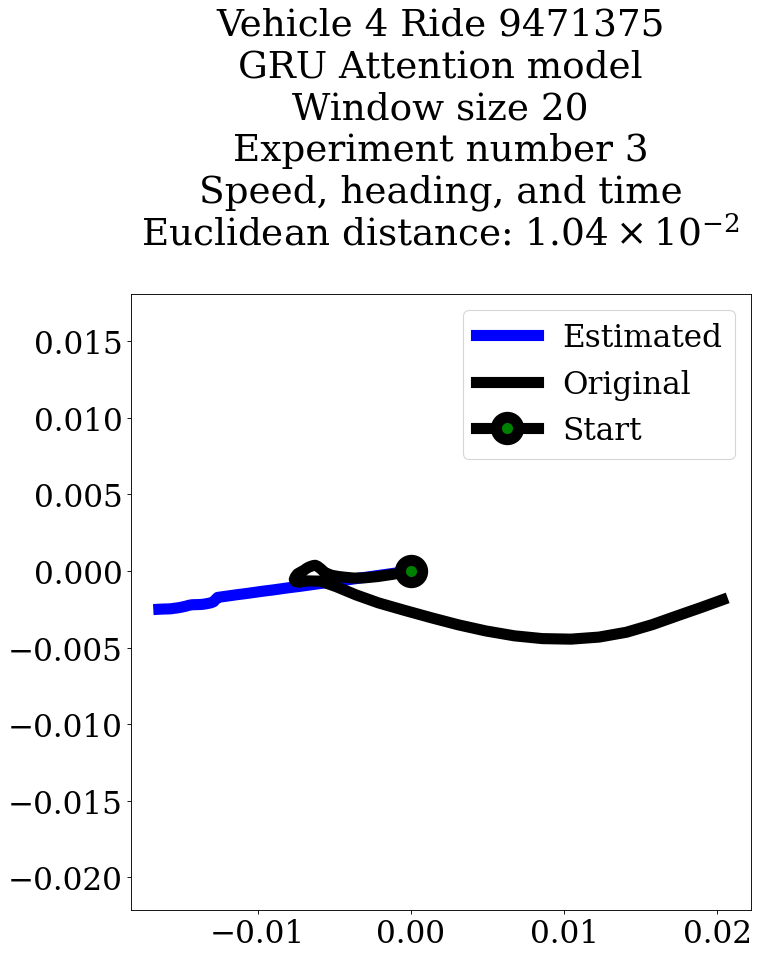 Vehicle 4 Ride 9471375
GRU Attention model
Window size 20
Experiment number 3
Speed, heading, and time
Euclidean distance: 1.04 × 10⁻²
Estimated
Original
Start
0.015
0.010
0.005
0.000
−0.005
−0.010
−0.015
−0.020
−0.01
0.00
0.01
0.02